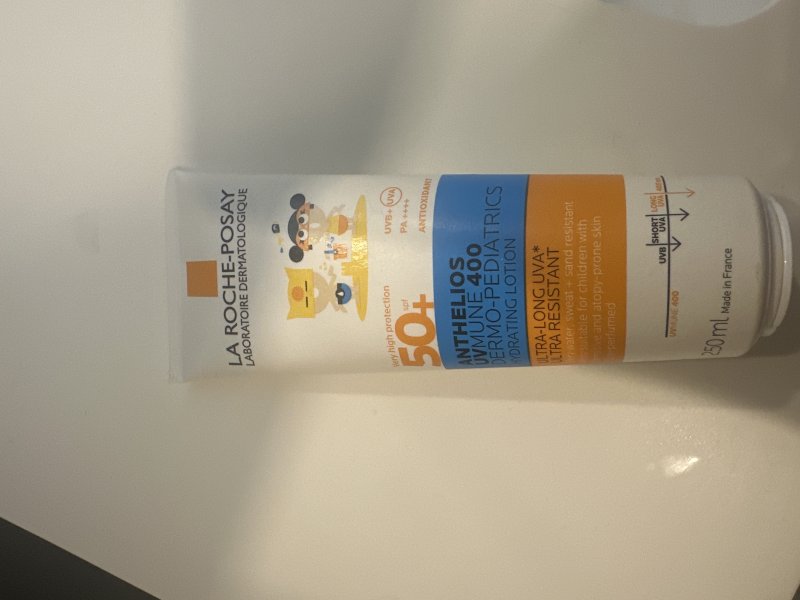 LA ROCHE-POSAY
LABORATOIRE DERMATOLOGIQUE
very high protection
50+
spf
UVB+UVA
PA ++++
ANTIOXIDANT
ANTHELIOS
UVMUNE 400
DERMO-PEDIATRICS
HYDRATING LOTION
ULTRA-LONG UVA*
ULTRA RESISTANT
water, sweat + sand resistant
suitable for children with
and atopy-prone skin
UVB
SHORT
UVA
LONG
UVA
UVMUNE 400
250 ml Made in France